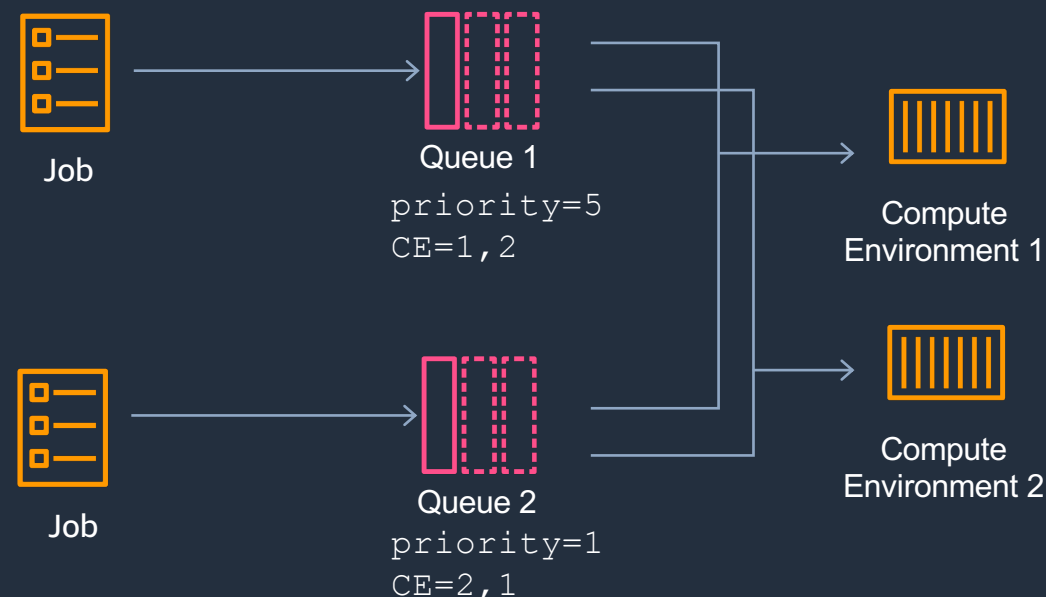 Job
Queue 1
priority=5
CE=1,2
Compute
Environment 1
Job
Queue 2
priority=1
CE=2,1
Compute
Environment 2